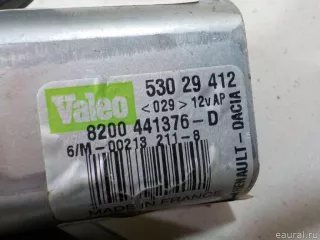 Valeo
530 29 412
<029> 12v AP
8200 441376-D
6/M-00213 211-8
MADE IN FRANCE
RENAULT-DACIA
eaural.ru